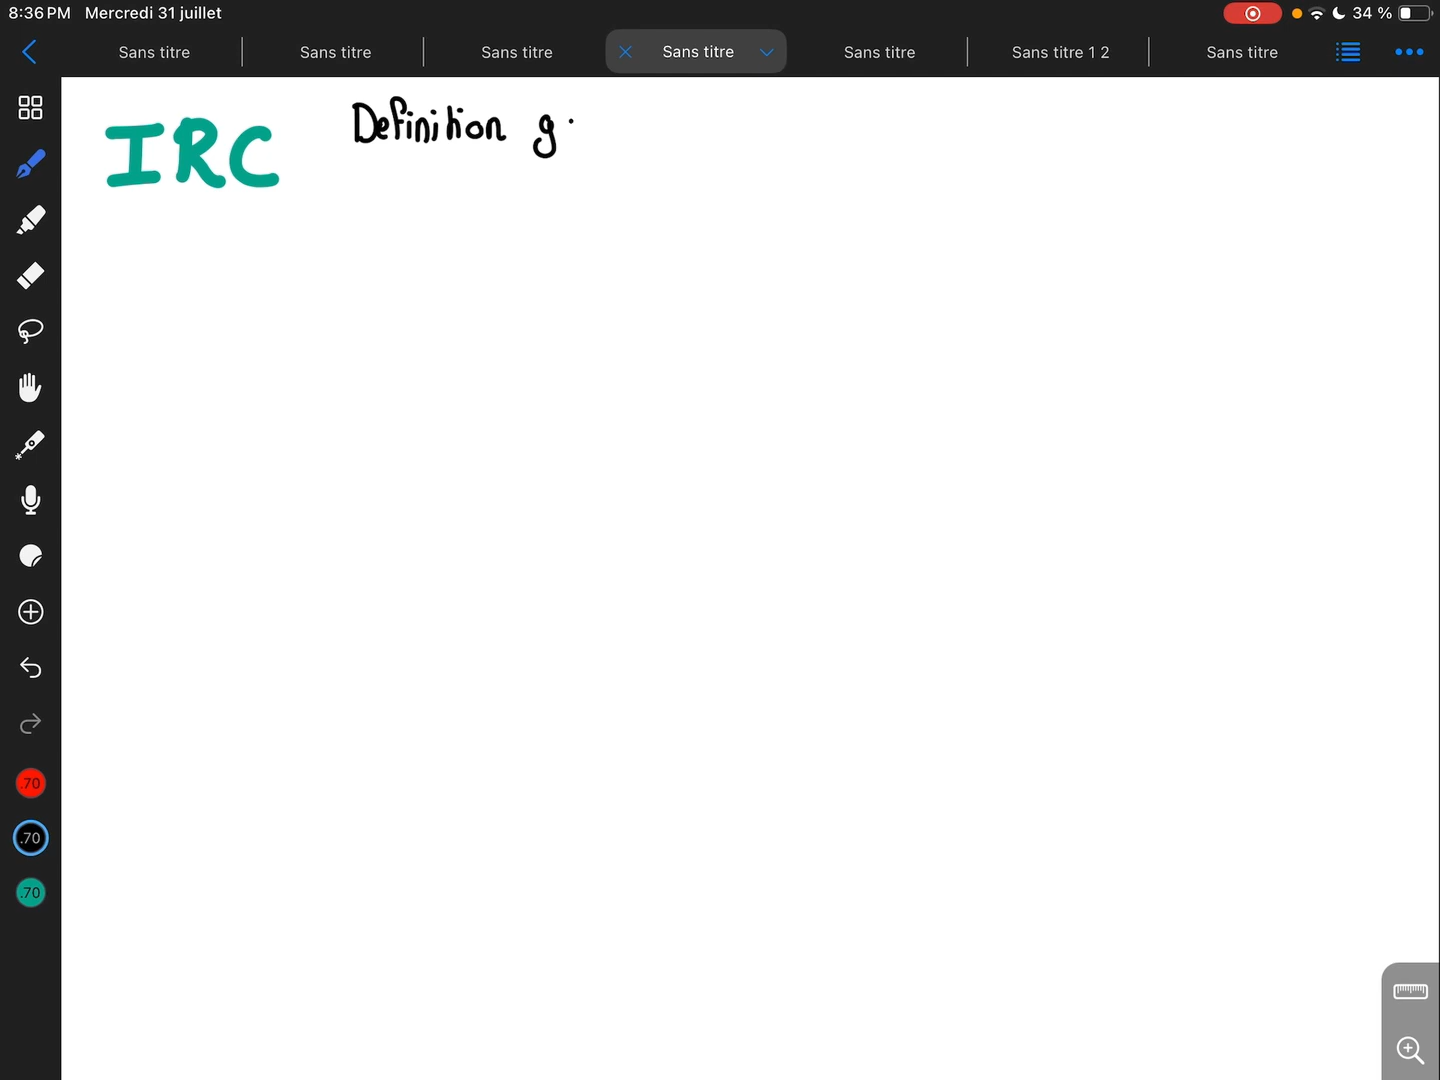 8:36 PM Mercredi 31 juillet 34 %
Sans titre Sans titre Sans titre Sans titre Sans titre Sans titre 1 2 Sans titre
IRC Definition g
.70
.70
.70